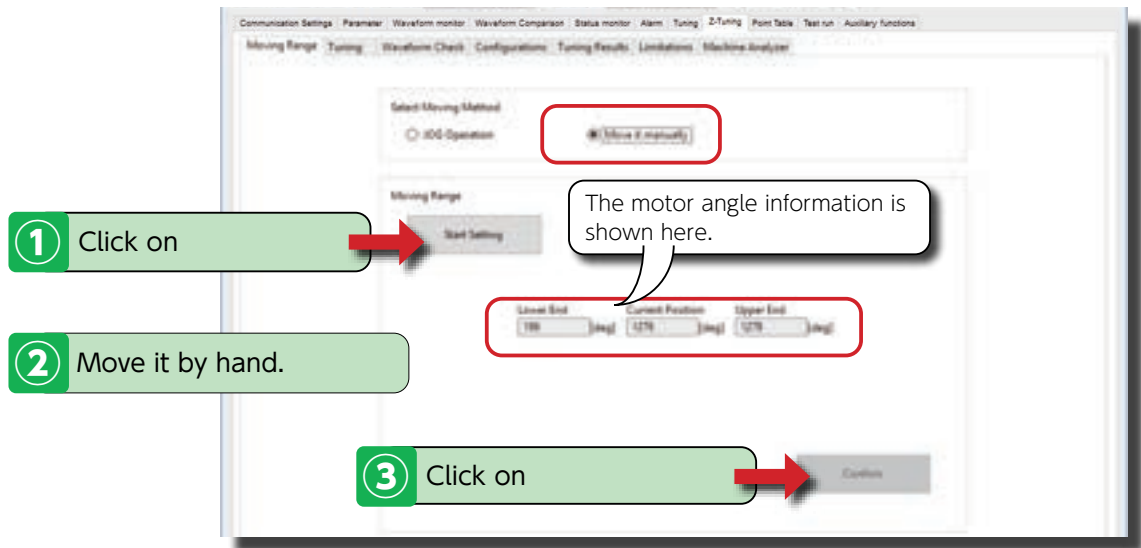 Communication Settings Parameter Waveform monitor Waveform Comparison Status monitor Alarm Tuning Z-Tuning Point Table Test run Auxiliary functions
Moving Range Tuning Waveform Check Configurations Tuning Results Limitations Machine Analyzer
Select Moving Method
JOG Operation Move it manually
Moving Range
The motor angle information is
shown here.
① Click on
Start Setting
Lower End Current Position Upper End
[deg] 1278 [deg] 1278 [deg]
② Move it by hand.
③ Click on
Confirm